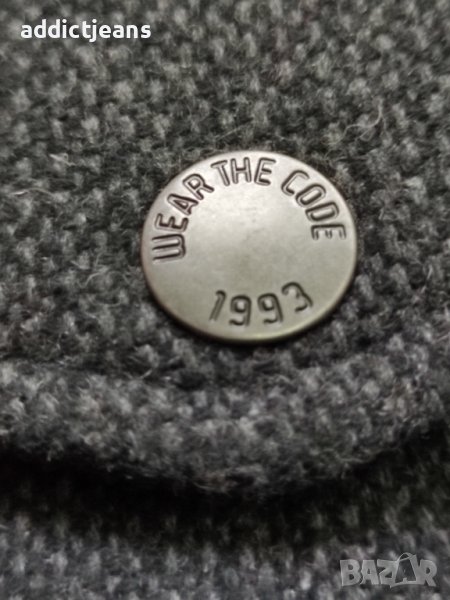 addictjeans
WEAR THE CODE
1993
BAZAR